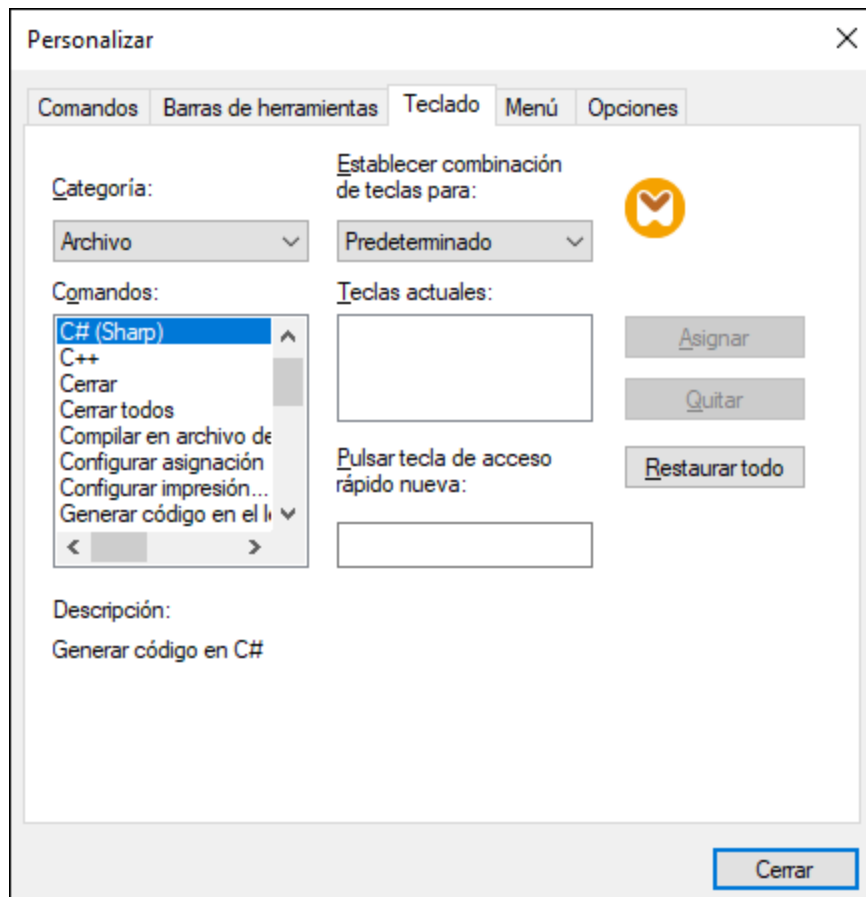 Personalizar
Comandos
Barras de herramientas
Teclado
Menú
Opciones
Categoría:
Establecer combinación
de teclas para:
Archivo
Predeterminado
Comandos:
Teclas actuales:
C# (Sharp)
C++
Cerrar
Cerrar todos
Compilar en archivo de
Configurar asignación
Configurar impresión...
Generar código en el
Asignar
Quitar
Pulsar tecla de acceso
rápido nueva:
Restaurar todo
Descripción:
Generar código en C#
Cerrar